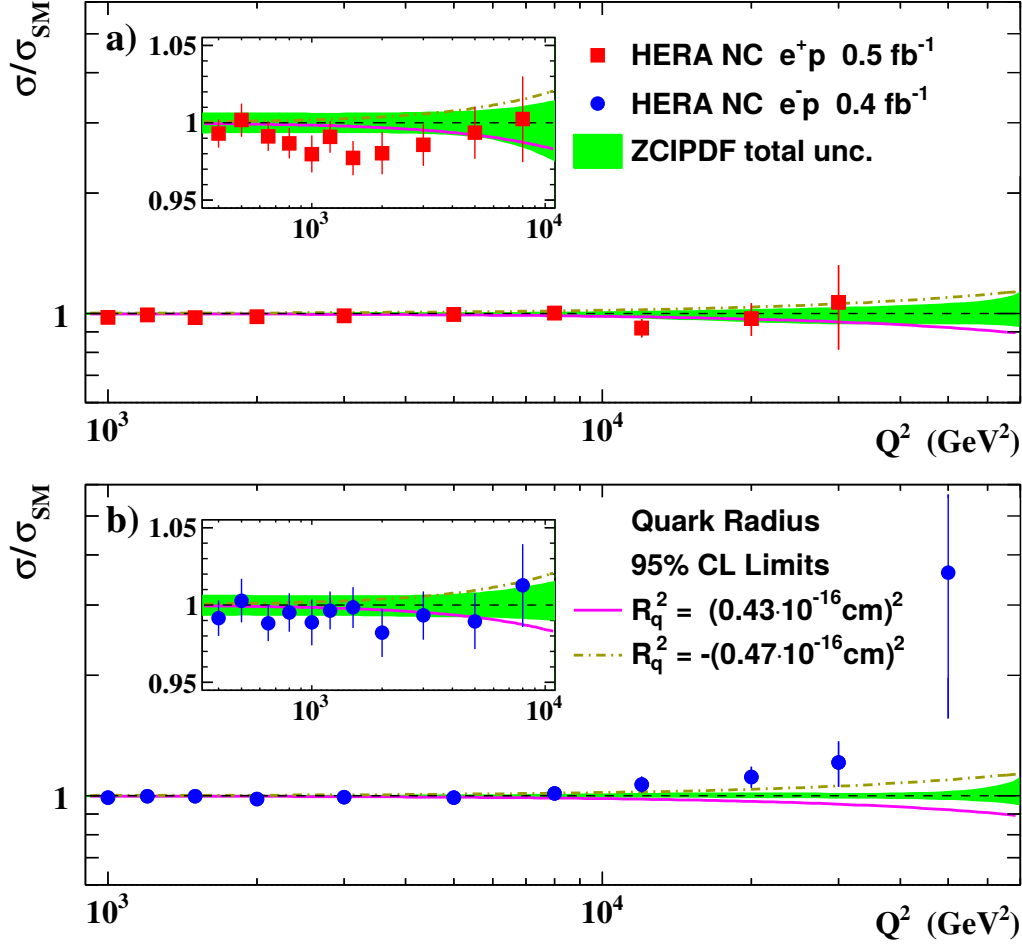 a)
σ/σSM
1.05
1
0.95
10³
10⁴
HERA NC e⁺p 0.5 fb⁻¹
HERA NC e⁻p 0.4 fb⁻¹
ZCIPDF total unc.
1
10³
10⁴
Q² (GeV²)
b)
σ/σSM
1.05
1
0.95
10³
10⁴
Quark Radius
95% CL Limits
R_q² = (0.43·10⁻¹⁶cm)²
R_q² = -(0.47·10⁻¹⁶cm)²
1
10³
10⁴
Q² (GeV²)